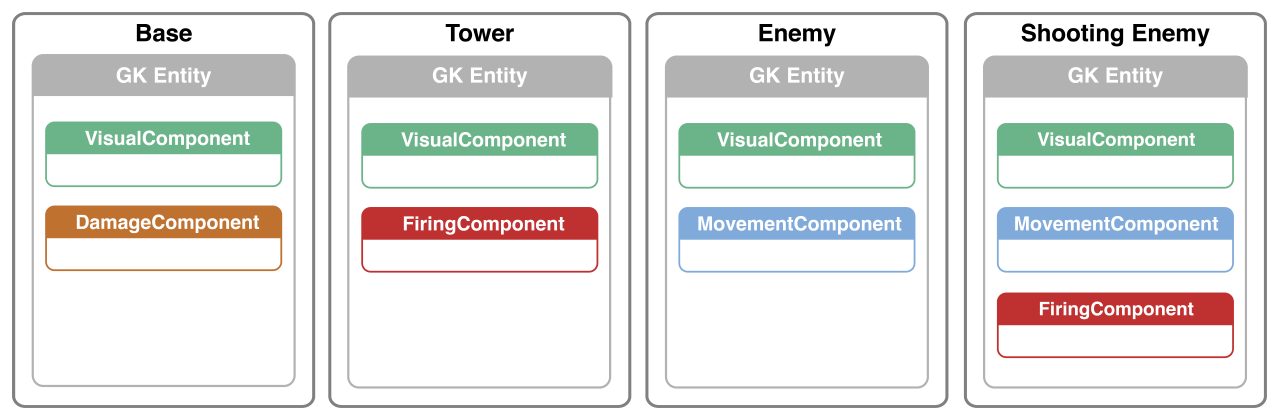 Base
GK Entity
VisualComponent
DamageComponent
Tower
GK Entity
VisualComponent
FiringComponent
Enemy
GK Entity
VisualComponent
MovementComponent
Shooting Enemy
GK Entity
VisualComponent
MovementComponent
FiringComponent